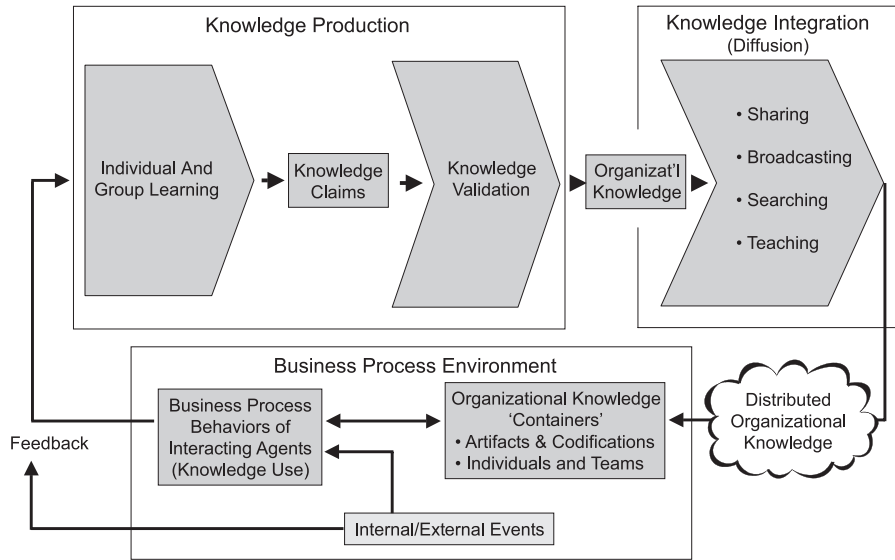 Knowledge Production
Individual And
Group Learning
Knowledge
Claims
Knowledge
Validation
Organizat'l
Knowledge
Knowledge Integration
(Diffusion)
• Sharing
• Broadcasting
• Searching
• Teaching
Business Process Environment
Business Process
Behaviors of
Interacting Agents
(Knowledge Use)
Organizational Knowledge
'Containers'
• Artifacts & Codifications
• Individuals and Teams
Distributed
Organizational
Knowledge
Feedback
Internal/External Events